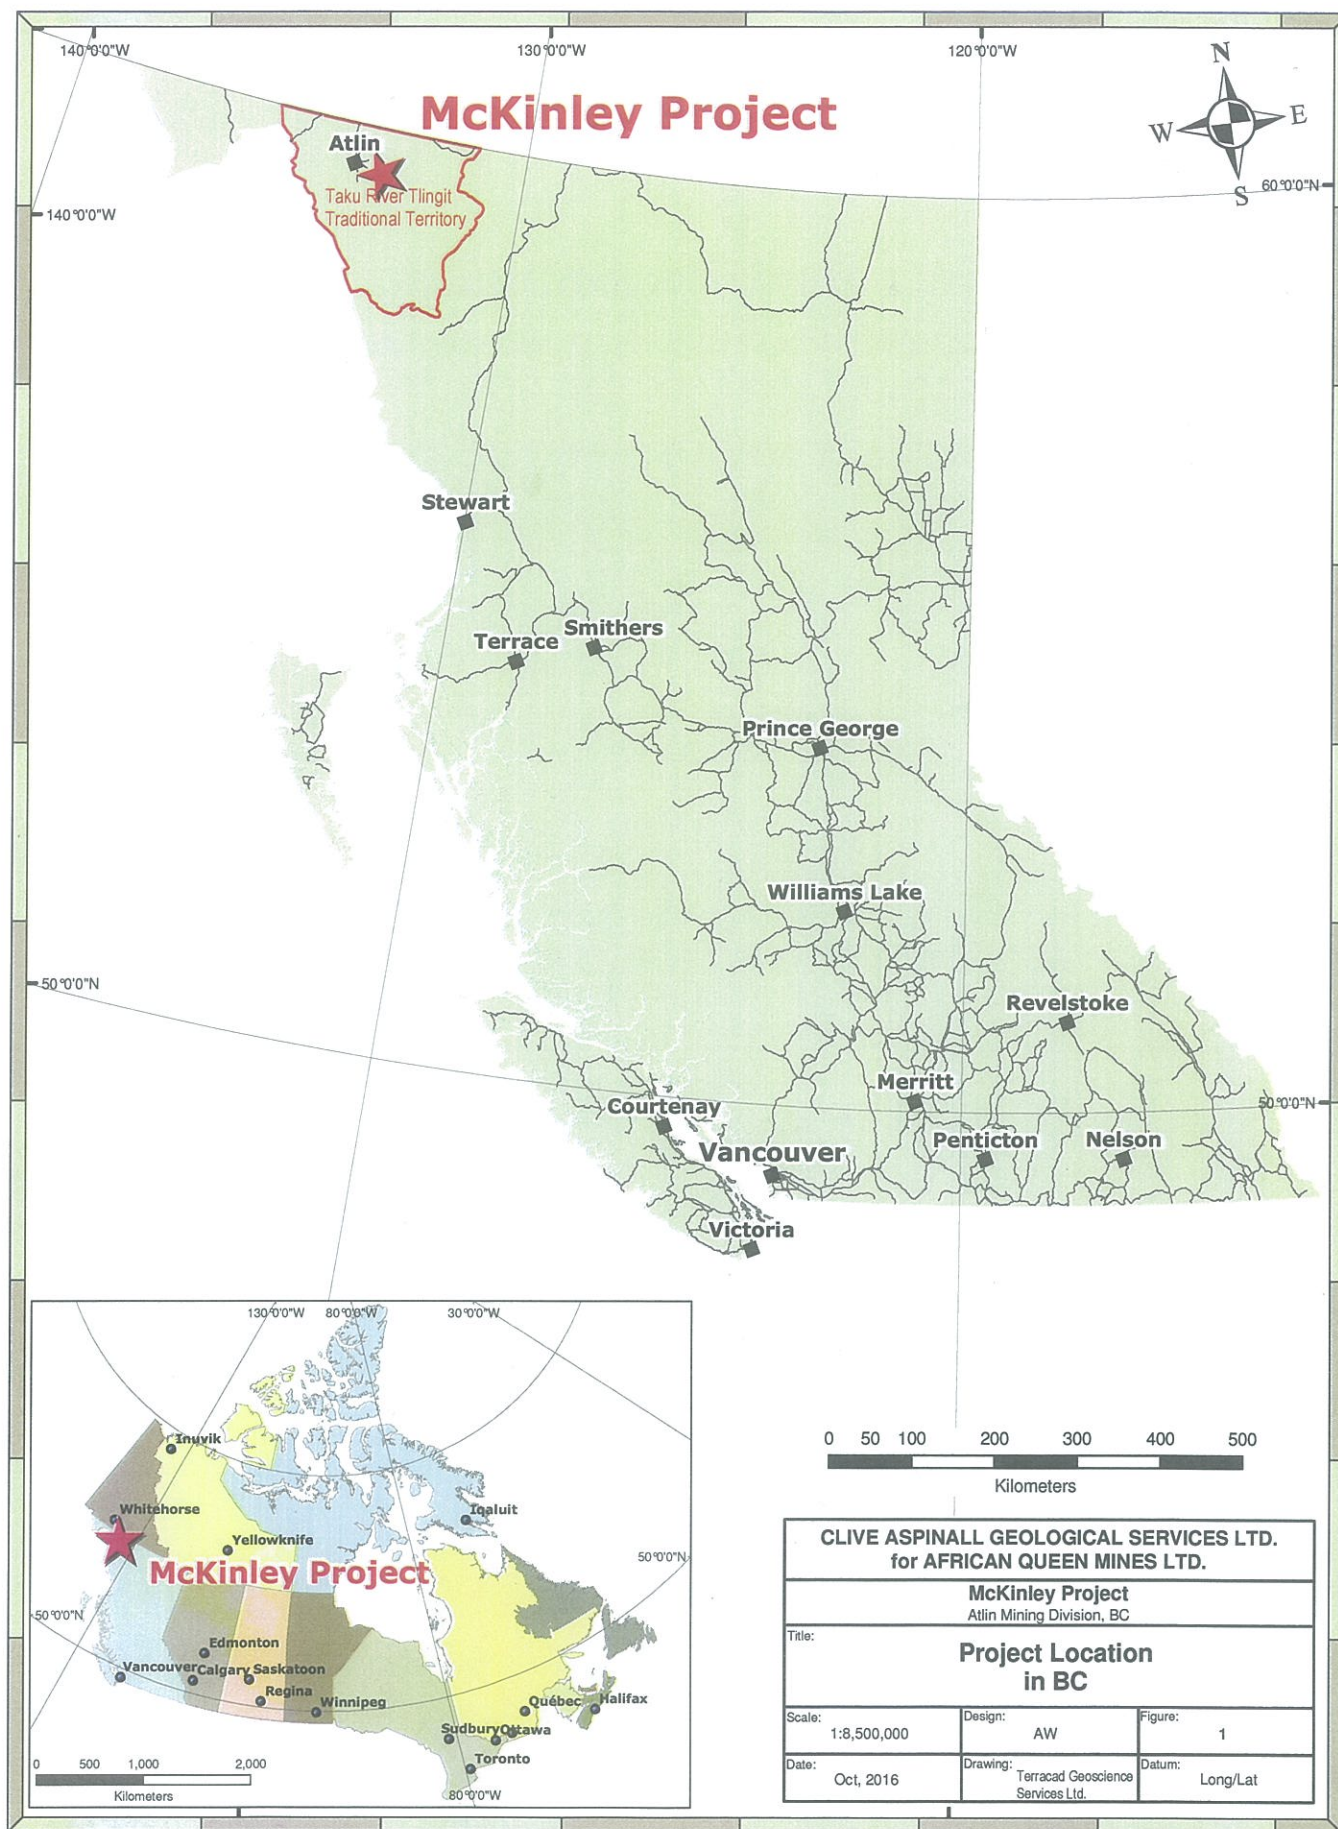 140°0'0"W
130°0'0"W
120°0'0"W
McKinley Project
N
W
E
S
60°0'0"N
Atlin
Taku River Tlingit
Traditional Territory
140°0'0"W
Stewart
Terrace
Smithers
Prince George
Williams Lake
50°0'0"N
Revelstoke
Merritt
50°0'0"N
Courtenay
Penticton
Nelson
Vancouver
Victoria
130°0'0"W
80°0'0"W
30°0'0"W
Inuvik
Whitehorse
Iqaluit
Yellowknife
50°0'0"N
McKinley Project
50°0'0"N
Edmonton
Vancouver
Calgary
Saskatoon
Regina
Winnipeg
Québec
Halifax
Sudbury
Ottawa
Toronto
80°0'0"W
0 500 1,000 2,000
Kilometers
0 50 100 200 300 400 500
Kilometers
CLIVE ASPINALL GEOLOGICAL SERVICES LTD.
for AFRICAN QUEEN MINES LTD.
McKinley Project
Atlin Mining Division, BC
Title:
Project Location
in BC
Scale:
1:8,500,000
Design:
AW
Figure:
1
Date:
Oct, 2016
Drawing:
Terracad Geoscience
Services Ltd.
Datum:
Long/Lat